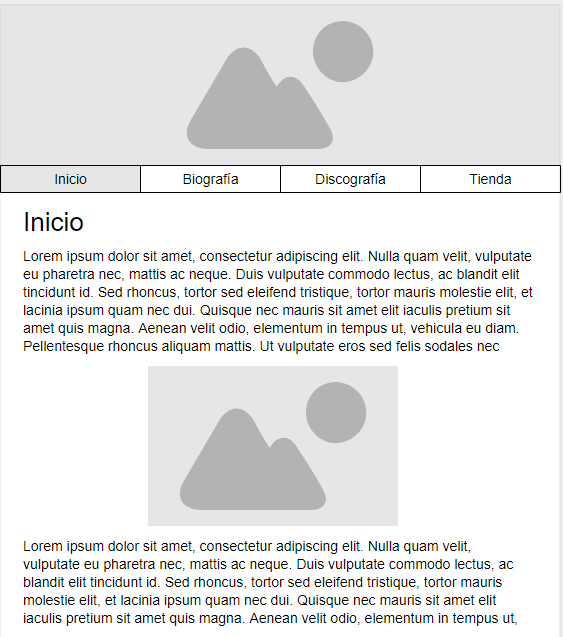 Inicio
Biografía
Discografía
Tienda
Inicio
Lorem ipsum dolor sit amet, consectetur adipiscing elit. Nulla quam velit, vulputate
eu pharetra nec, mattis ac neque. Duis vulputate commodo lectus, ac blandit elit
tincidunt id. Sed rhoncus, tortor sed eleifend tristique, tortor mauris molestie elit, et
lacinia ipsum quam nec dui. Quisque nec mauris sit amet elit iaculis pretium sit
amet quis magna. Aenean velit odio, elementum in tempus ut, vehicula eu diam.
Pellentesque rhoncus aliquam mattis. Ut vulputate eros sed felis sodales nec
Lorem ipsum dolor sit amet, consectetur adipiscing elit. Nulla quam velit,
vulputate eu pharetra nec, mattis ac neque. Duis vulputate commodo lectus, ac
blandit elit tincidunt id. Sed rhoncus, tortor sed eleifend tristique, tortor mauris
molestie elit, et lacinia ipsum quam nec dui. Quisque nec mauris sit amet elit
iaculis pretium sit amet quis magna. Aenean velit odio, elementum in tempus ut,